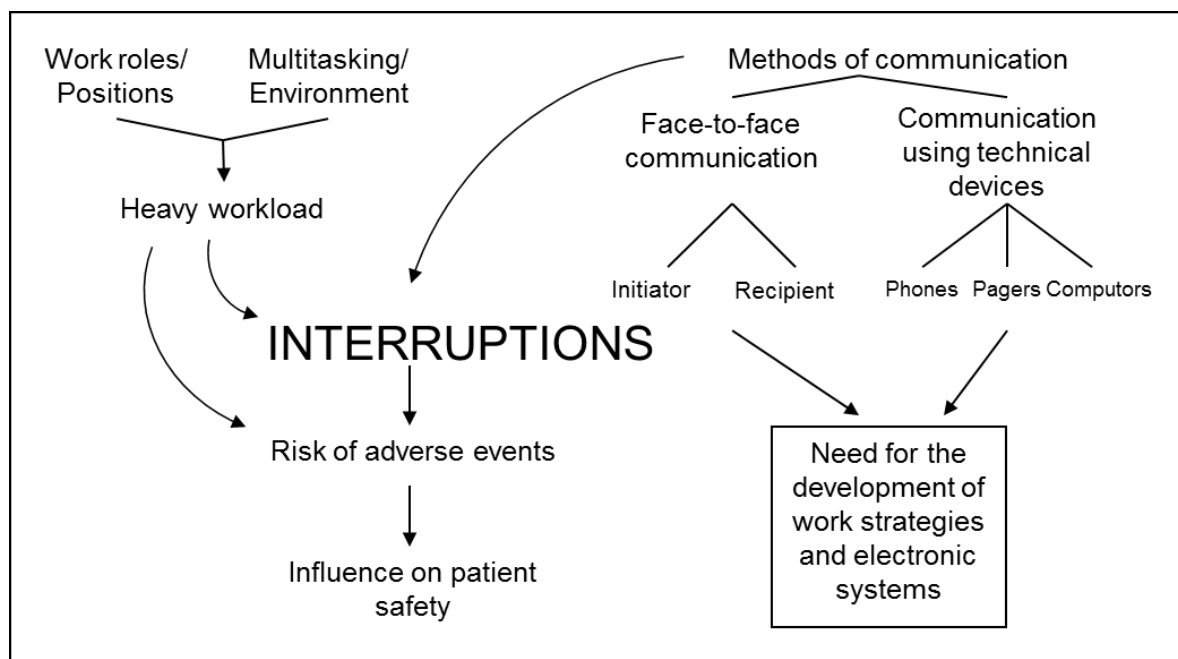 Work roles/
Positions
Multitasking/
Environment
Heavy workload
Methods of communication
Face-to-face
communication
Communication
using technical
devices
Initiator
Recipient
Phones
Pagers
Computors
INTERRUPTIONS
Risk of adverse events
Influence on patient
safety
Need for the
development of
work strategies
and electronic
systems